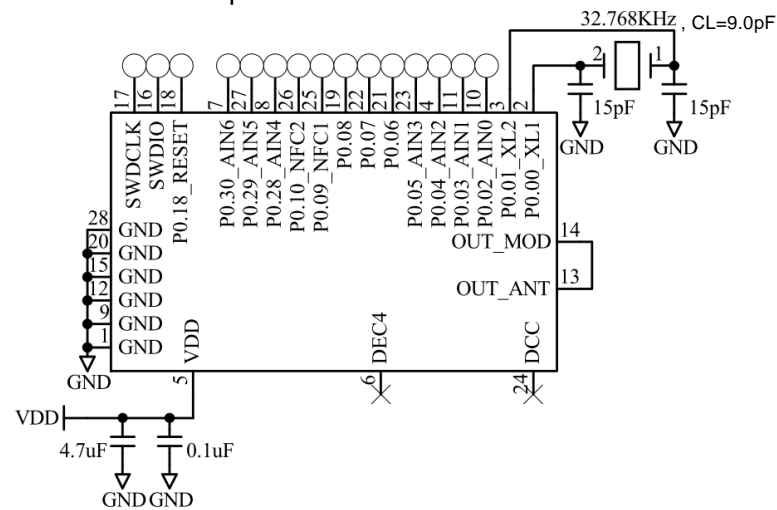 32.768KHz , CL=9.0pF
17
16
18
7
27
8
26
25
19
22
21
23
4
11
10
3
2
2
1
15pF
15pF
GND
GND
SWDCLK
SWDIO
P0.18_RESET
P0.30_AIN6
P0.29_AIN5
P0.28_AIN4
P0.10_NFC2
P0.09_NFC1
P0.08
P0.07
P0.06
P0.05_AIN3
P0.04_AIN2
P0.03_AIN1
P0.02_AIN0
P0.01_XL2
P0.00_XL1
28 GND
20 GND
15 GND
12 GND
9 GND
1 GND
GND
OUT_MOD 14
OUT_ANT 13
VDD
DEC4
DCC
5
6
24
VDD
4.7uF
0.1uF
GND
GND